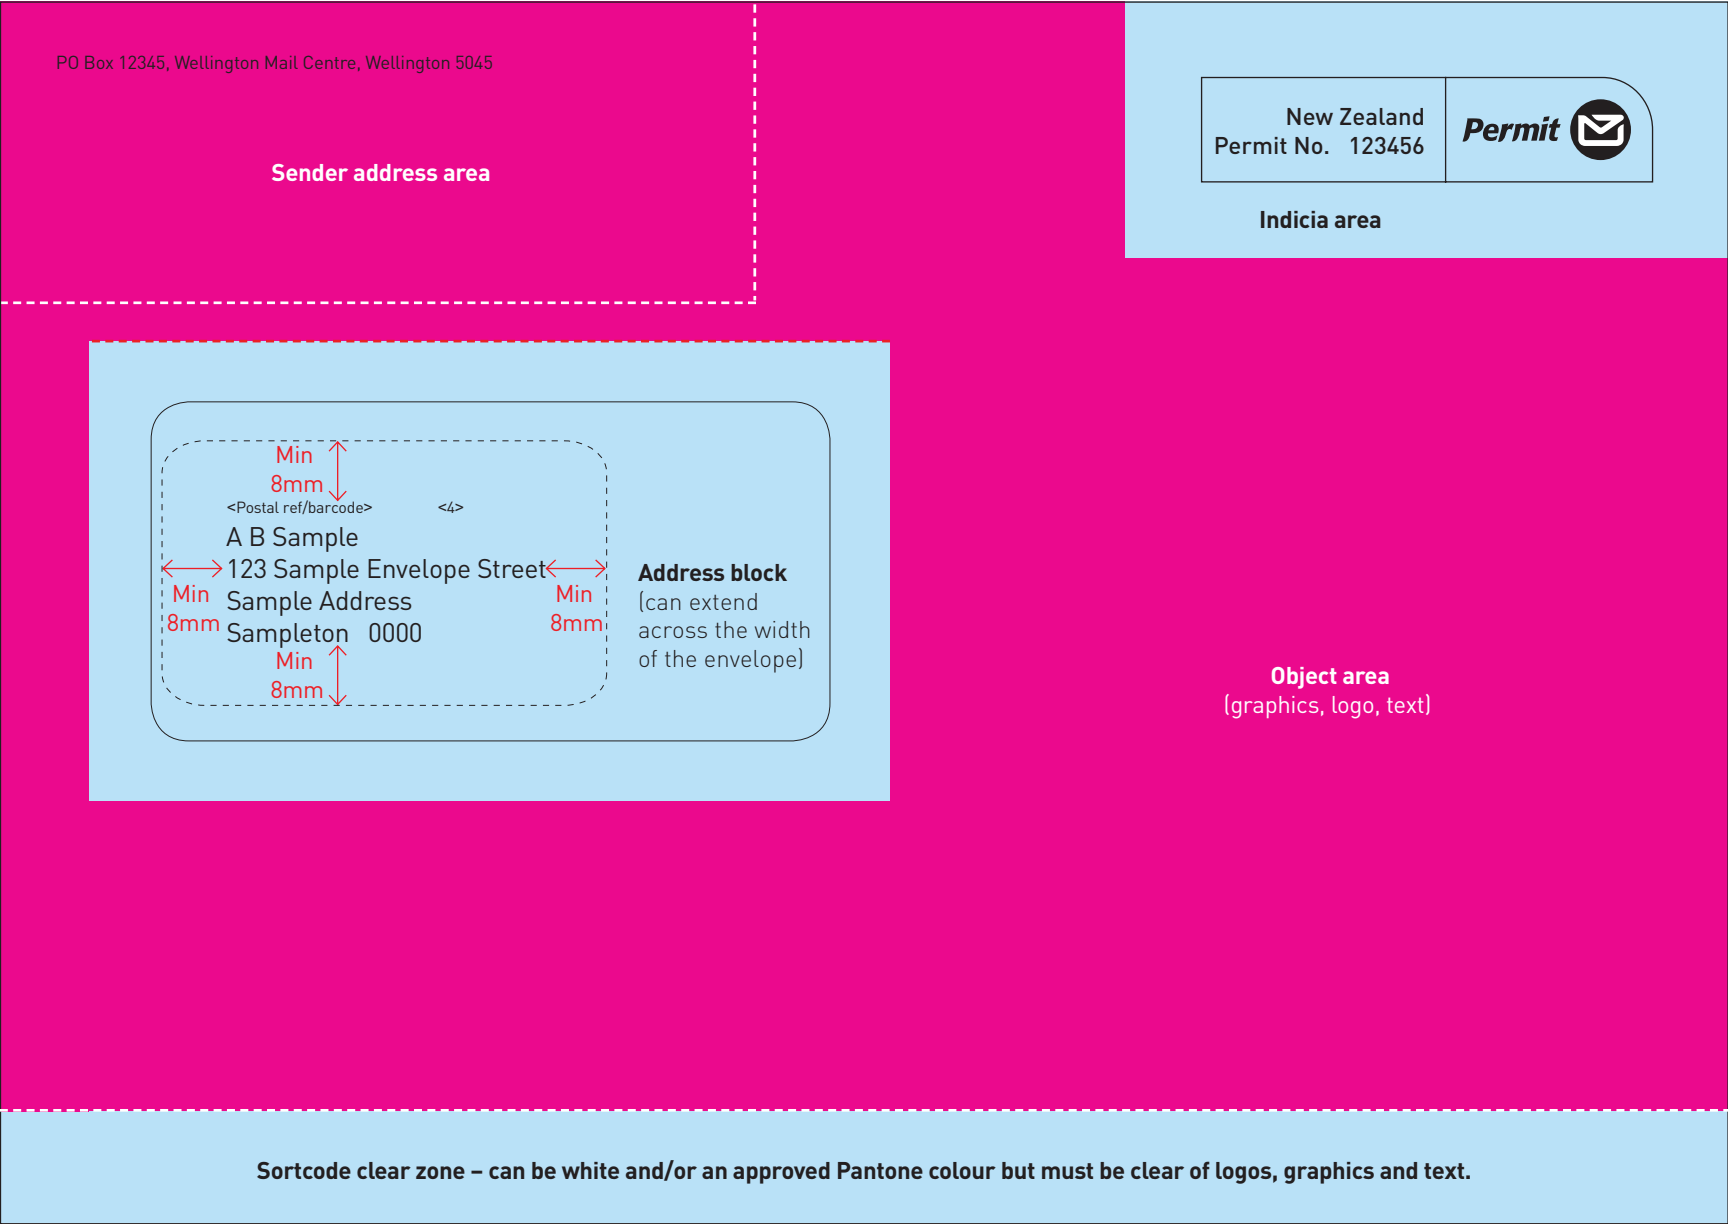 PO Box 12345, Wellington Mail Centre, Wellington 5045
Sender address area
New Zealand
Permit No. 123456
Permit
Indicia area
Min
8mm
<Postal ref/barcode> <4>
A B Sample
123 Sample Envelope Street
Min
8mm
Sample Address
Sampleton 0000
Min
8mm
Min
8mm
Address block
(can extend
across the width
of the envelope)
Object area
(graphics, logo, text)
Sortcode clear zone – can be white and/or an approved Pantone colour but must be clear of logos, graphics and text.